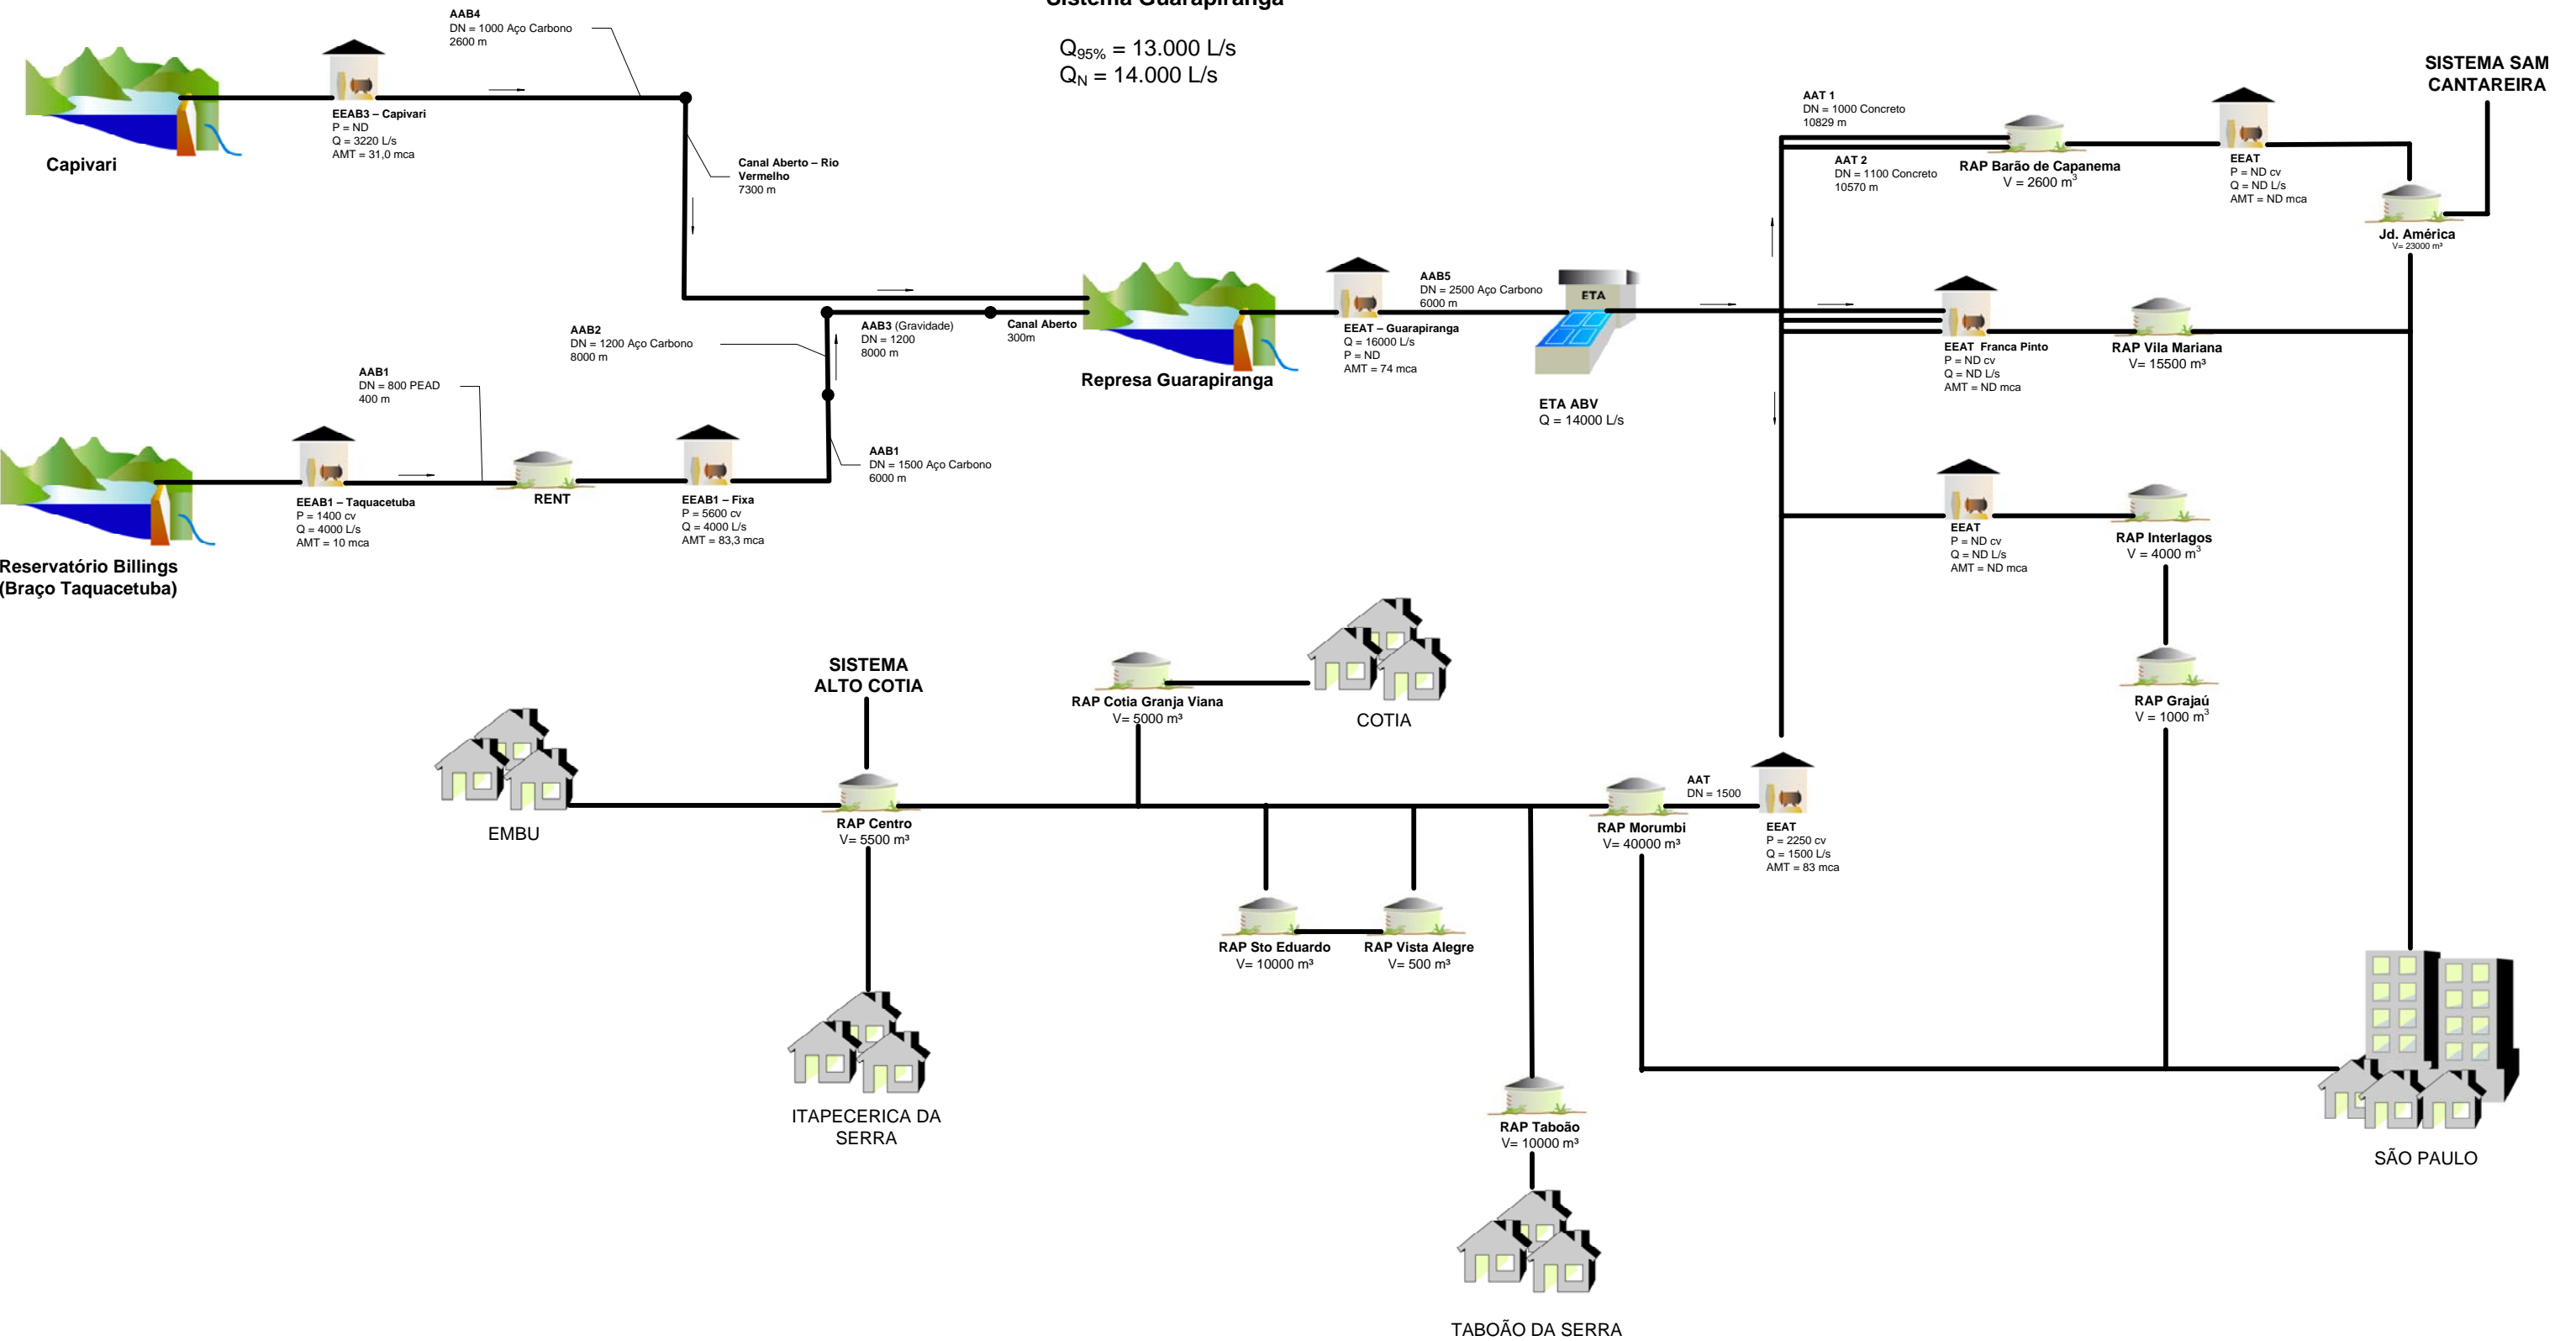 Sistema Guarapiranga
Q95% = 13.000 L/s
QN = 14.000 L/s
AAB4
DN = 1000 Aço Carbono
2600 m
Capivari
EEAB3 – Capivari
P = ND
Q = 3220 L/s
AMT = 31,0 mca
Canal Aberto – Rio
Vermelho
7300 m
AAB2
DN = 1200 Aço Carbono
8000 m
AAB3 (Gravidade)
DN = 1200
8000 m
Canal Aberto
300m
AAB1
DN = 800 PEAD
400 m
Reservatório Billings
(Braço Taquacetuba)
EEAB1 – Taquacetuba
P = 1400 cv
Q = 4000 L/s
AMT = 10 mca
RENT
EEAB1 – Fixa
P = 5600 cv
Q = 4000 L/s
AMT = 83,3 mca
AAB1
DN = 1500 Aço Carbono
6000 m
Represa Guarapiranga
EEAT – Guarapiranga
Q = 16000 L/s
P = ND
AMT = 74 mca
AAB5
DN = 2500 Aço Carbono
6000 m
ETA
ETA ABV
Q = 14000 L/s
AAT 1
DN = 1000 Concreto
10829 m
AAT 2
DN = 1100 Concreto
10570 m
RAP Barão de Capanema
V = 2600 m³
EEAT
P = ND cv
Q = ND L/s
AMT = ND mca
SISTEMA SAM
CANTAREIRA
Jd. América
V= 23000 m³
EEAT Franca Pinto
P = ND cv
Q = ND L/s
AMT = ND mca
RAP Vila Mariana
V= 15500 m³
EEAT
P = ND cv
Q = ND L/s
AMT = ND mca
RAP Interlagos
V = 4000 m³
RAP Grajaú
V = 1000 m³
SISTEMA
ALTO COTIA
RAP Cotia Granja Viana
V= 5000 m³
COTIA
EMBU
RAP Centro
V= 5500 m³
RAP Morumbi
V= 40000 m³
AAT
DN = 1500
EEAT
P = 2250 cv
Q = 1500 L/s
AMT = 83 mca
RAP Sto Eduardo
V= 10000 m³
RAP Vista Alegre
V= 500 m³
ITAPECERICA DA
SERRA
RAP Taboão
V= 10000 m³
SÃO PAULO
TABOÃO DA SERRA